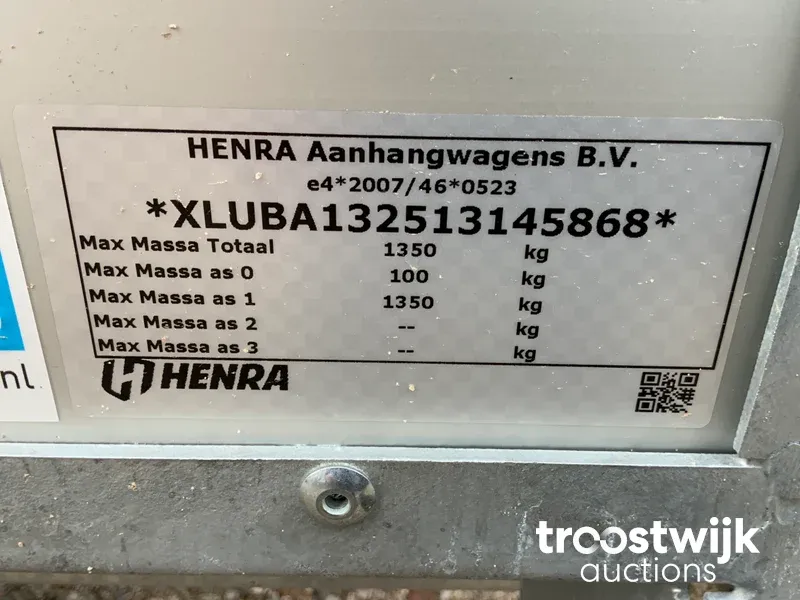 HENRA Aanhangwagens B.V.
e4*2007/46*0523
*XLUBA132513145868*
Max Massa Totaal 1350 kg
Max Massa as 0 100 kg
Max Massa as 1 1350 kg
Max Massa as 2 -- kg
Max Massa as 3 -- kg
HENRA
nl
troostwijk
auctions